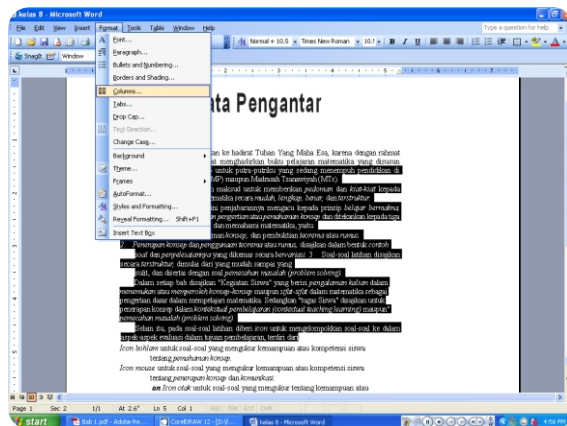 kelas 8 - Microsoft Word
File Edit View Insert Format Tools Table Window Help
Type a question for help
Normal + 10.5 Times New Roman 10.5 B I U
SnagIt Window
Font...
Paragraph...
Bullets and Numbering...
Borders and Shading...
Columns...
Tabs...
Drop Cap...
Text Direction...
Change Case...
Background
Theme...
Frames
AutoFormat...
Styles and Formatting...
Reveal Formatting... Shift+F1
Insert Text Box
ata Pengantar
an ke hadirat Tuhan Yang Maha Esa, karena dengan rahmat
at menghadirkan buku pelajaran matematika yang disusun
untuk putra-putriku yang sedang menempuh pendidikan di
MP) maupun Madrasah Tsanawiyah (MTs).
maksud untuk memberikan pedoman dan kiat-kiat kepada
matika secara mudah, lengkap, benar, dan terstruktur.
ini penjabarannya mengacu kepada prinsip belajar bermakna,
pengertian atau pemahaman konsep dan ditekankan kepada tiga
dan memahami matematika, yaitu:
man konsep, dan pembuktian teorema atau rumus.
2 Penerapan konsep dan penggunaan teorema atau rumus, disajikan dalam bentuk contoh
soal dan penyelesaiannya yang dikemas secara bervariasi 3 Soal-soal latihan disajikan
secara terstruktur, dimulai dari yang mudah sampai yang
sulit, dan disertai dengan soal pemecahan masalah (problem solving).
Dalam setiap bab disajikan "Kegiatan Siswa" yang berisi pengalaman kalian dalam
menemukan atau memperoleh konsep-konsep maupun sifat-sifat dalam matematika sebagai
pengertian dasar dalam mempelajari matematika. Sedangkan "tugas Siswa" disajikan untuk
penerapan konsep dalam kontekstual pembelajaran (contextual teaching learning) maupun"
pemecahan masalah (problem solving).
Selain itu, pada soal-soal latihan diberi icon untuk mengelompokkan soal-soal ke dalam
aspek-aspek evaluasi dalam tujuan pembelajaran, terdiri dari:
Icon bohlam untuk soal-soal yang mengukur kemampuan atau kompetensi siswa
tentang pemahaman konsep.
Icon mouse untuk soal-soal yang mengukur kemampuan atau kompetensi siswa
tentang penerapan konsep dan komunikasi.
an Icon otak untuk soal-soal yang mengukur tentang kemampuan atau
Page 1 Sec 2 1/1 At 2.6" Ln 5 Col 1 REC TRK EXT OVR
start Bab 1.pdf - Adobe Re... CorelDRAW 12 - [D:\... kelas 8 - Microsoft Word 4:56 PM